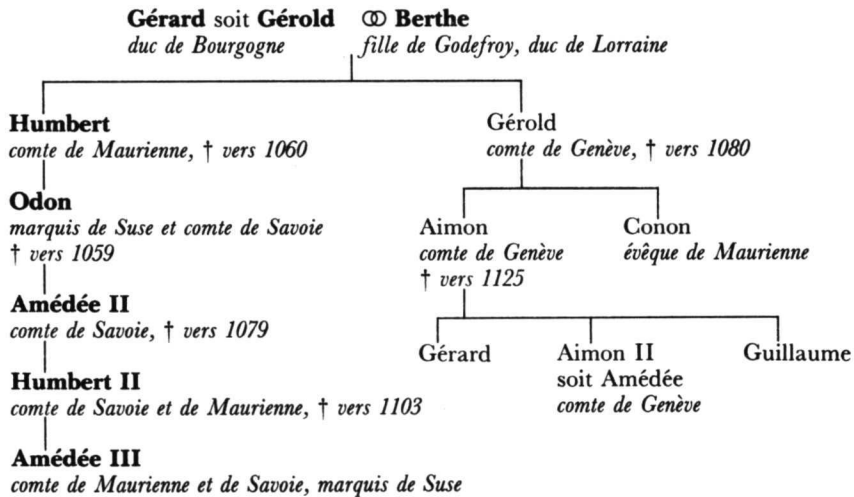 Gérard soit Gérold ⚭ Berthe
duc de Bourgogne fille de Godefroy, duc de Lorraine
Humbert
comte de Maurienne, † vers 1060
Gérold
comte de Genève, † vers 1080
Odon
marquis de Suse et comte de Savoie
† vers 1059
Aimon
comte de Genève
† vers 1125
Conon
évêque de Maurienne
Amédée II
comte de Savoie, † vers 1079
Gérard
Aimon II
soit Amédée
comte de Genève
Guillaume
Humbert II
comte de Savoie et de Maurienne, † vers 1103
Amédée III
comte de Maurienne et de Savoie, marquis de Suse